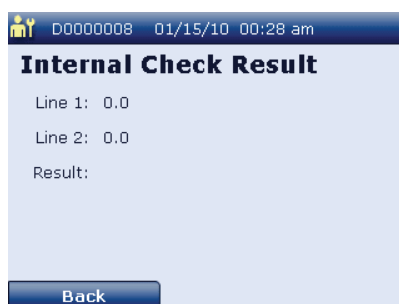 D0000008 01/15/10 00:28 am
Internal Check Result
Line 1: 0.0
Line 2: 0.0
Result:
Back